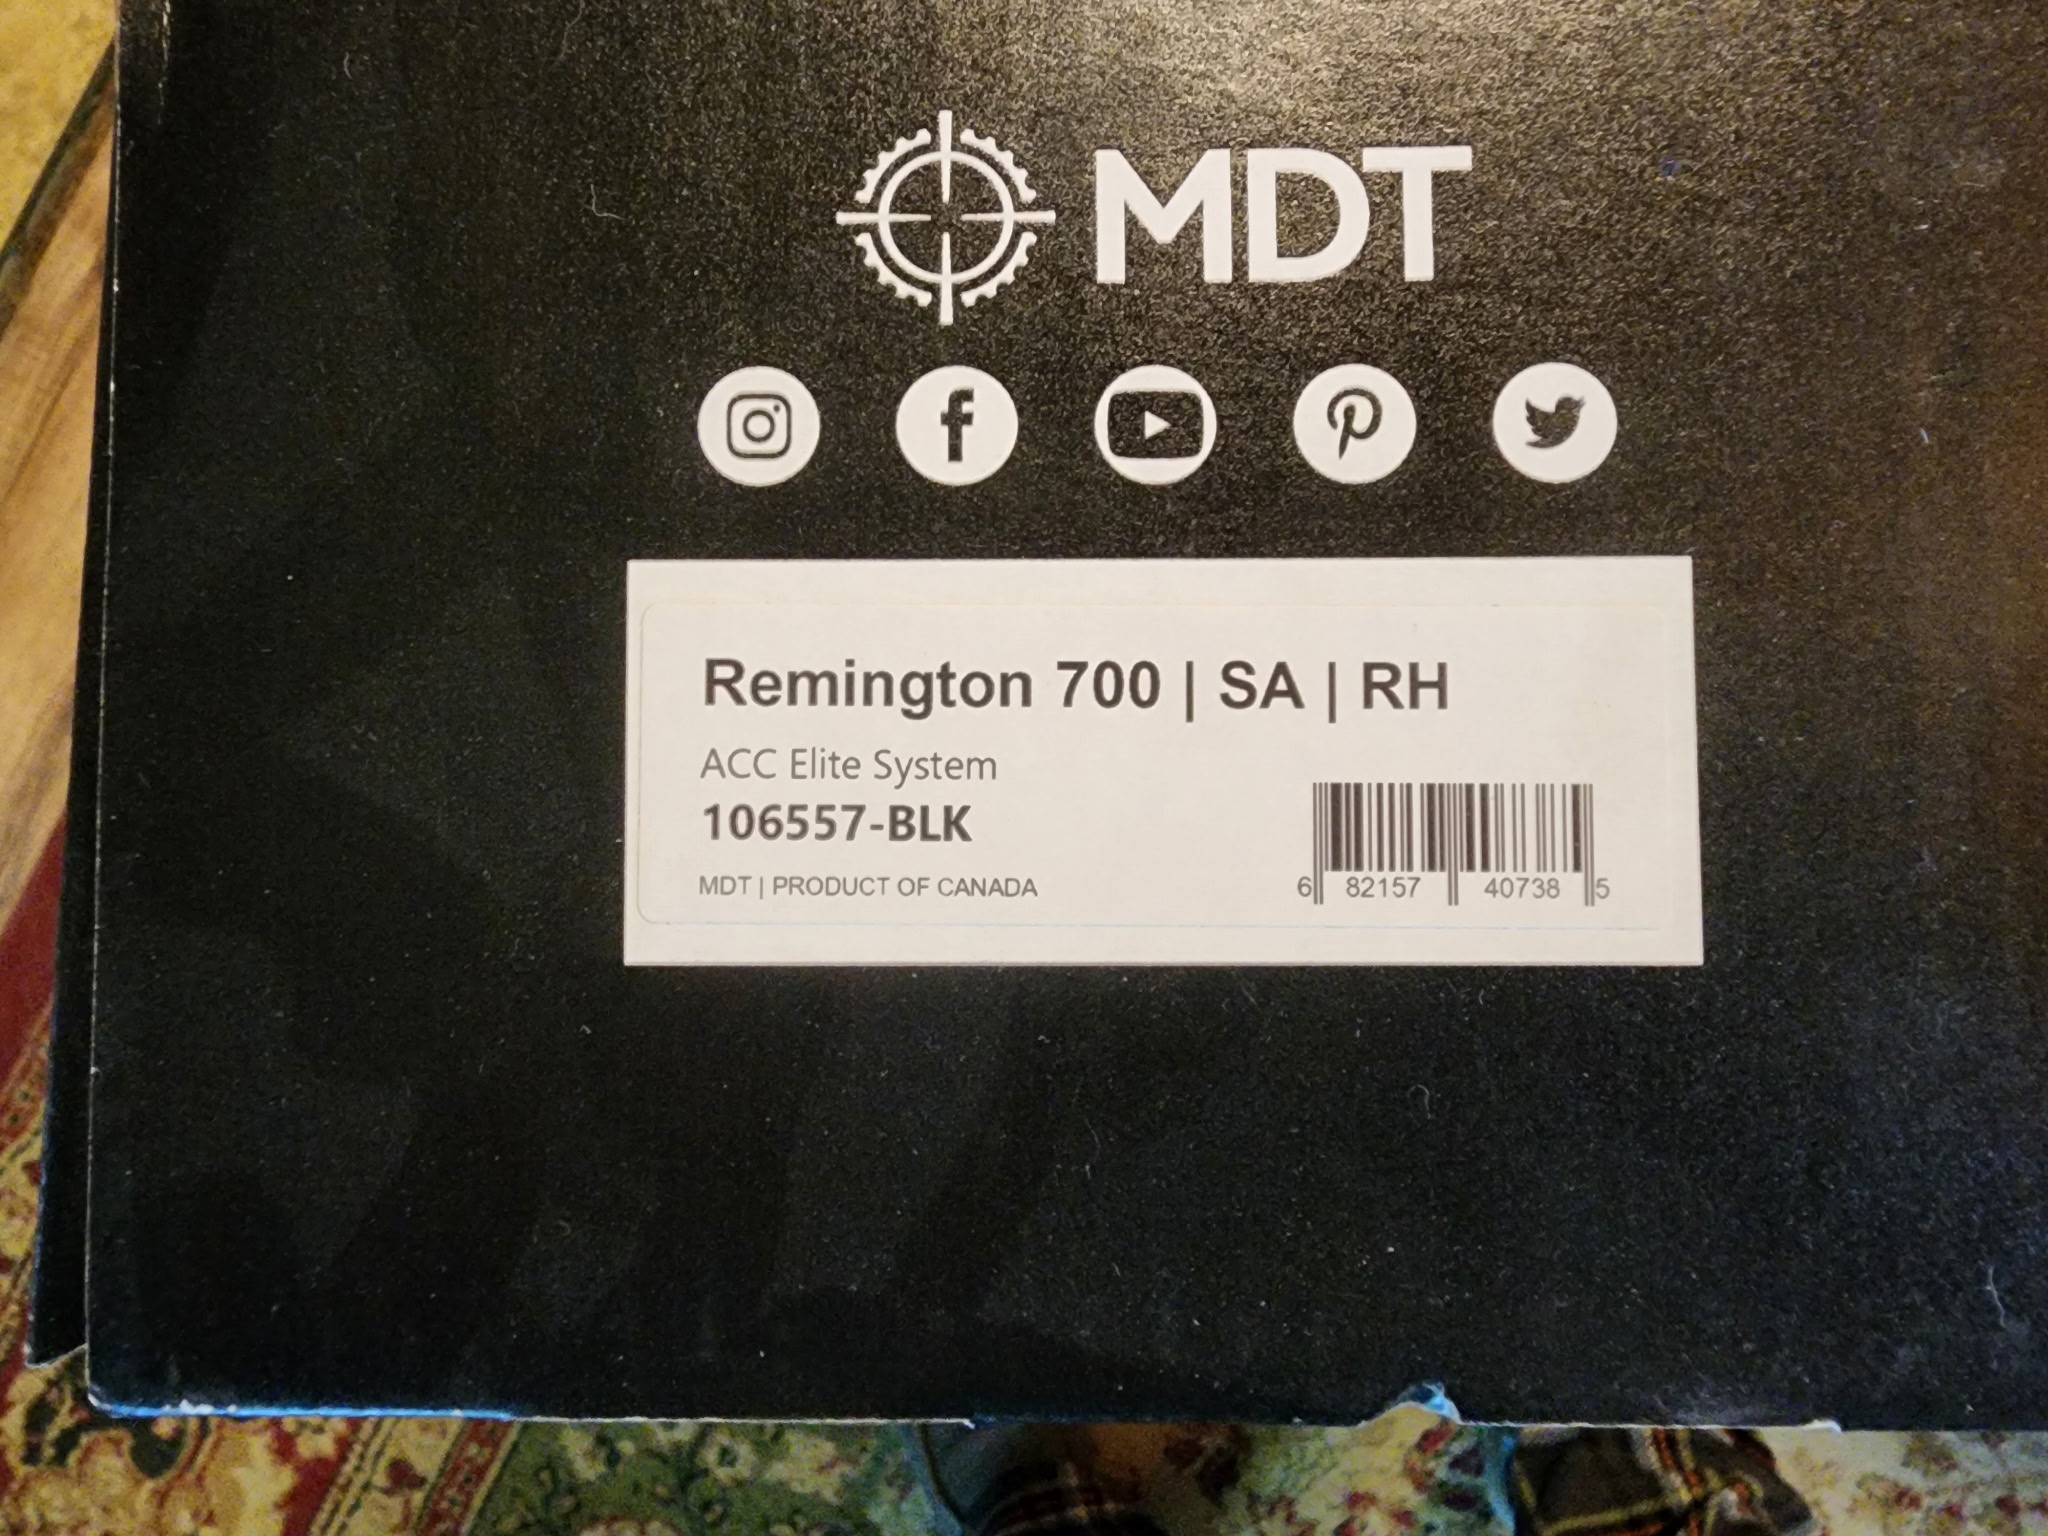 MDT
Remington 700 | SA | RH
ACC Elite System
106557-BLK
MDT | PRODUCT OF CANADA
6 82157 40738 5